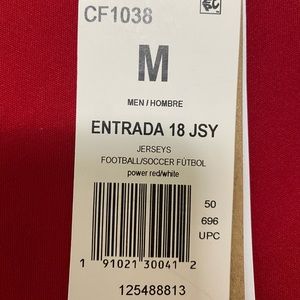 CF1038
M
MEN / HOMBRE
ENTRADA 18 JSY
JERSEYS
FOOTBALL/SOCCER FÚTBOL
power red/white
50
696
UPC
1 91021 30041 2
125488813